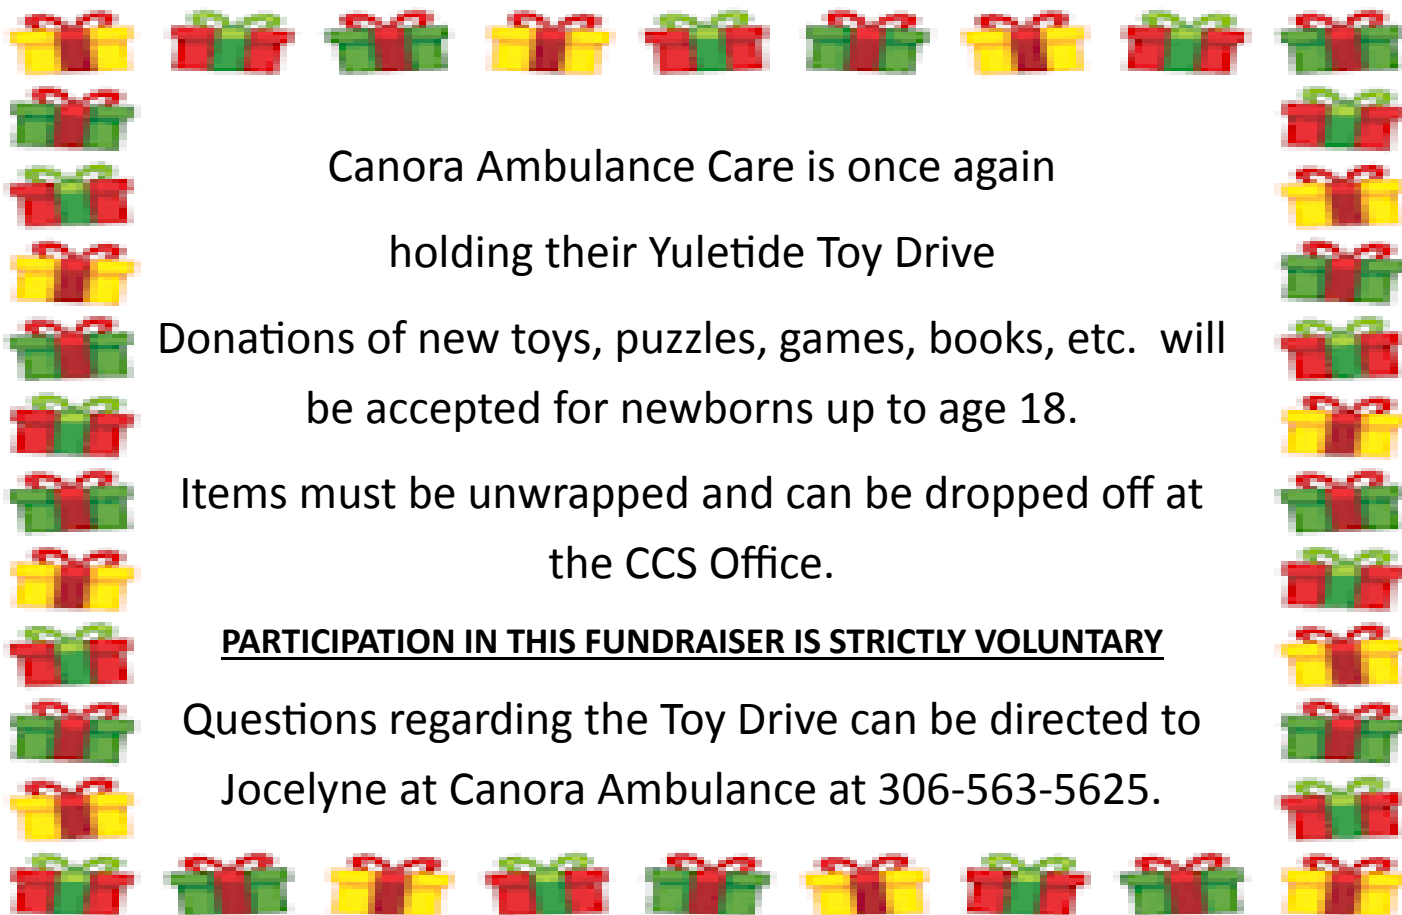 Canora Ambulance Care is once again
holding their Yuletide Toy Drive
Donations of new toys, puzzles, games, books, etc.  will
be accepted for newborns up to age 18.
Items must be unwrapped and can be dropped off at
the CCS Office.
PARTICIPATION IN THIS FUNDRAISER IS STRICTLY VOLUNTARY
Questions regarding the Toy Drive can be directed to
Jocelyne at Canora Ambulance at 306-563-5625.